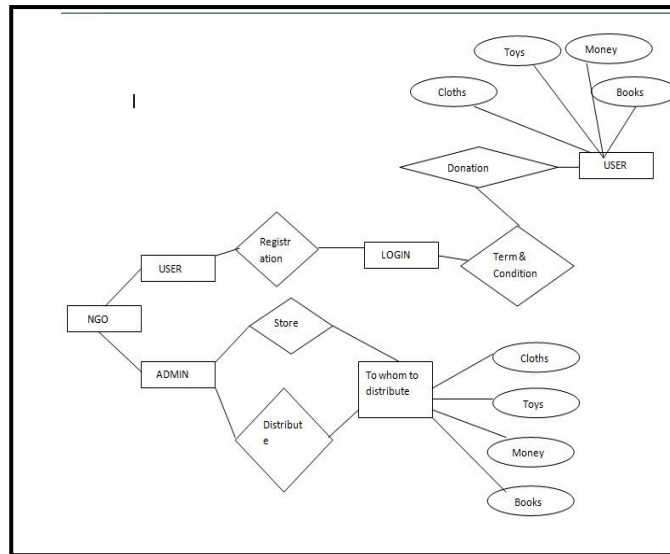 Toys
Money
Cloths
Books
Donation
USER
Registr
ation
LOGIN
Term &
Condition
USER
NGO
Store
ADMIN
To whom to
distribute
Cloths
Toys
Distribut
e
Money
Books